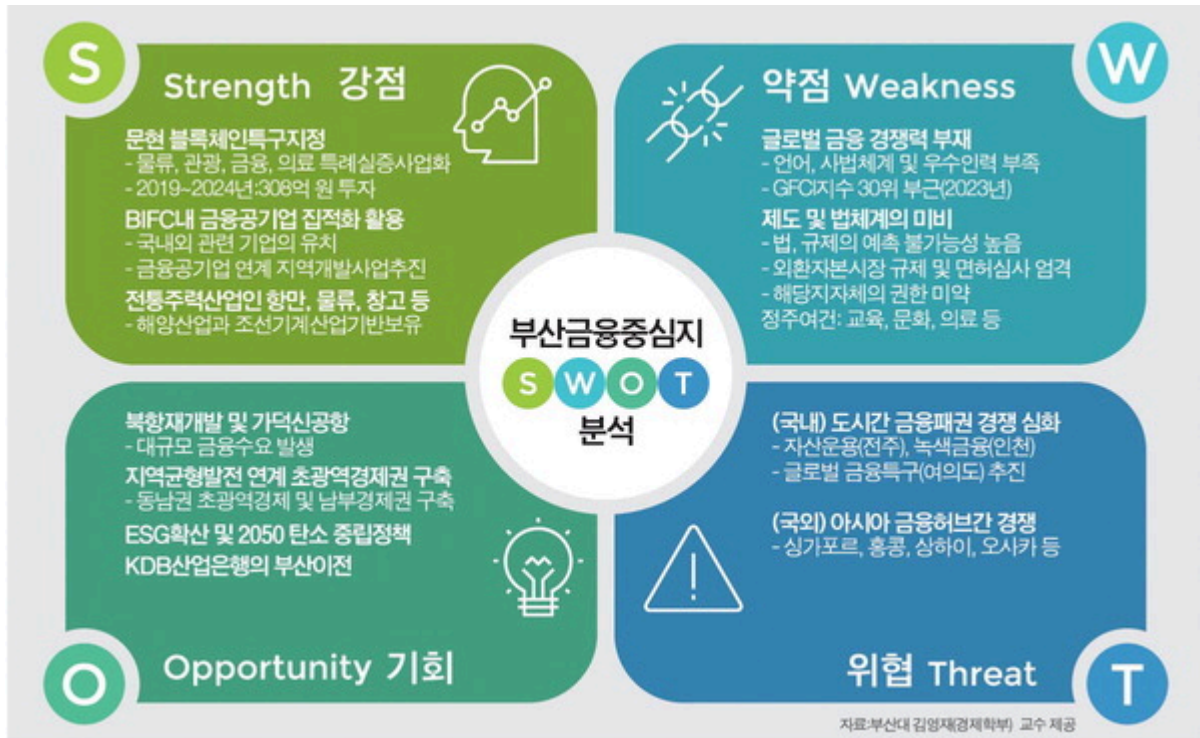 S
Strength 강점
문현 블록체인특구지정
- 물류, 관광, 금융, 의료 특례실증사업화
- 2019~2024년:308억 원 투자
BIFC내 금융공기업 집적화 활용
- 국내외 관련 기업의 유치
- 금융공기업 연계 지역개발사업추진
전통주력산업인 항만, 물류, 창고 등
- 해양산업과 조선기계산업기반보유
W
약점 Weakness
글로벌 금융 경쟁력 부재
- 언어, 사법체계 및 우수인력 부족
- GFCI지수 30위 부근(2023년)
제도 및 법체계의 미비
- 법, 규제의 예측 불가능성 높음
- 외환자본시장 규제 및 면허심사 엄격
- 해당지자체의 권한 미약
정주여건: 교육, 문화, 의료 등
부산금융중심지
S W O T
분석
북항재개발 및 가덕신공항
- 대규모 금융수요 발생
지역균형발전 연계 초광역경제권 구축
- 동남권 초광역경제 및 남부경제권 구축
ESG확산 및 2050 탄소 중립정책
KDB산업은행의 부산이전
O
Opportunity 기회
(국내) 도시간 금융패권 경쟁 심화
- 자산운용(전주), 녹색금융(인천)
- 글로벌 금융특구(여의도) 추진
(국외) 아시아 금융허브간 경쟁
- 싱가포르, 홍콩, 상하이, 오사카 등
위협 Threat
T
자료:부산대 김영재(경제학부) 교수 제공